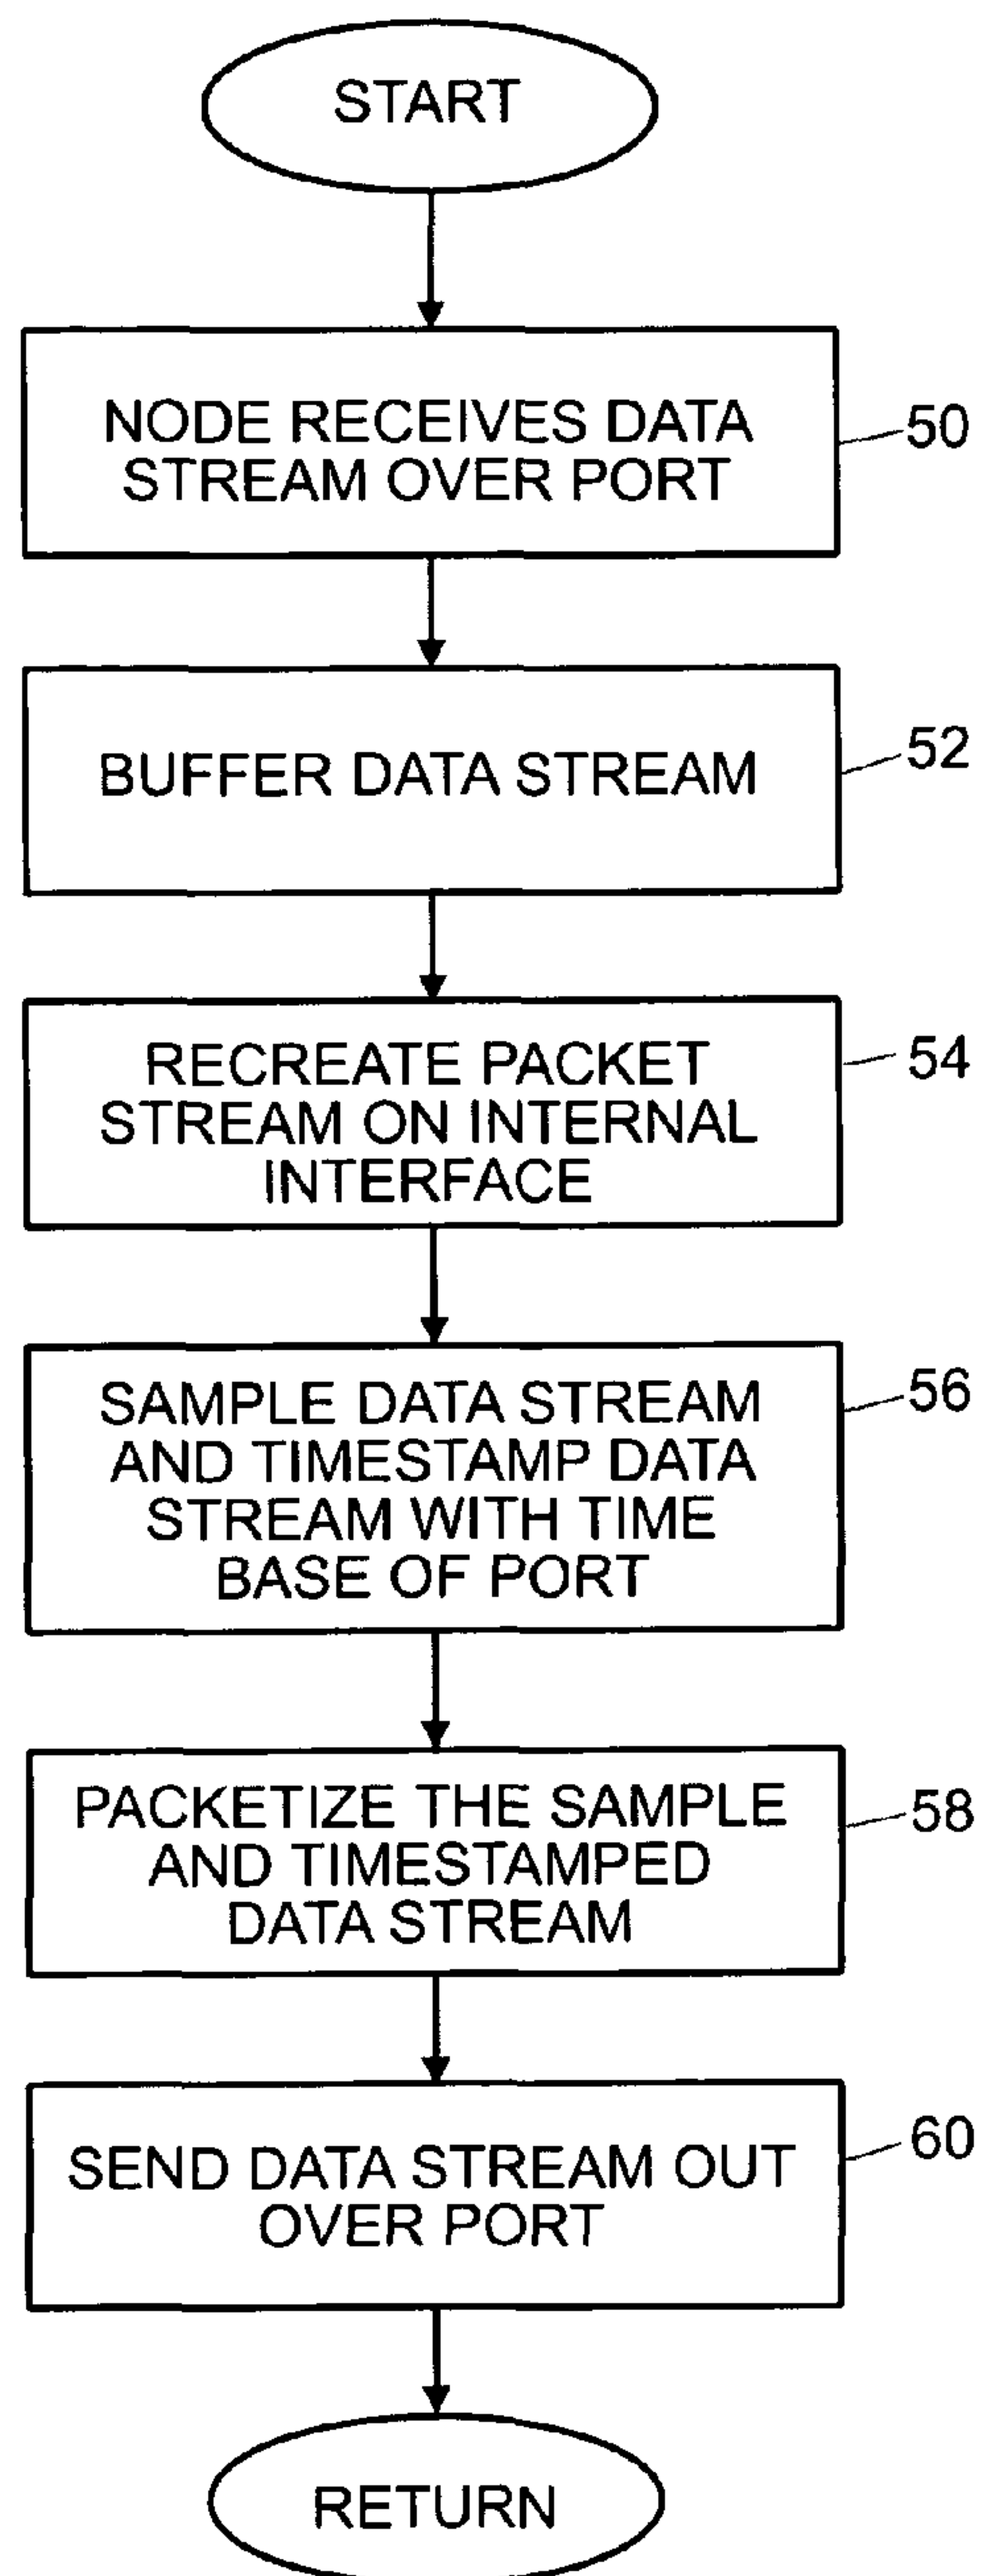 START
NODE RECEIVES DATA
STREAM OVER PORT
50
BUFFER DATA STREAM
52
RECREATE PACKET
STREAM ON INTERNAL
INTERFACE
54
SAMPLE DATA STREAM
AND TIMESTAMP DATA
STREAM WITH TIME
BASE OF PORT
56
PACKETIZE THE SAMPLE
AND TIMESTAMPED
DATA STREAM
58
SEND DATA STREAM OUT
OVER PORT
60
RETURN